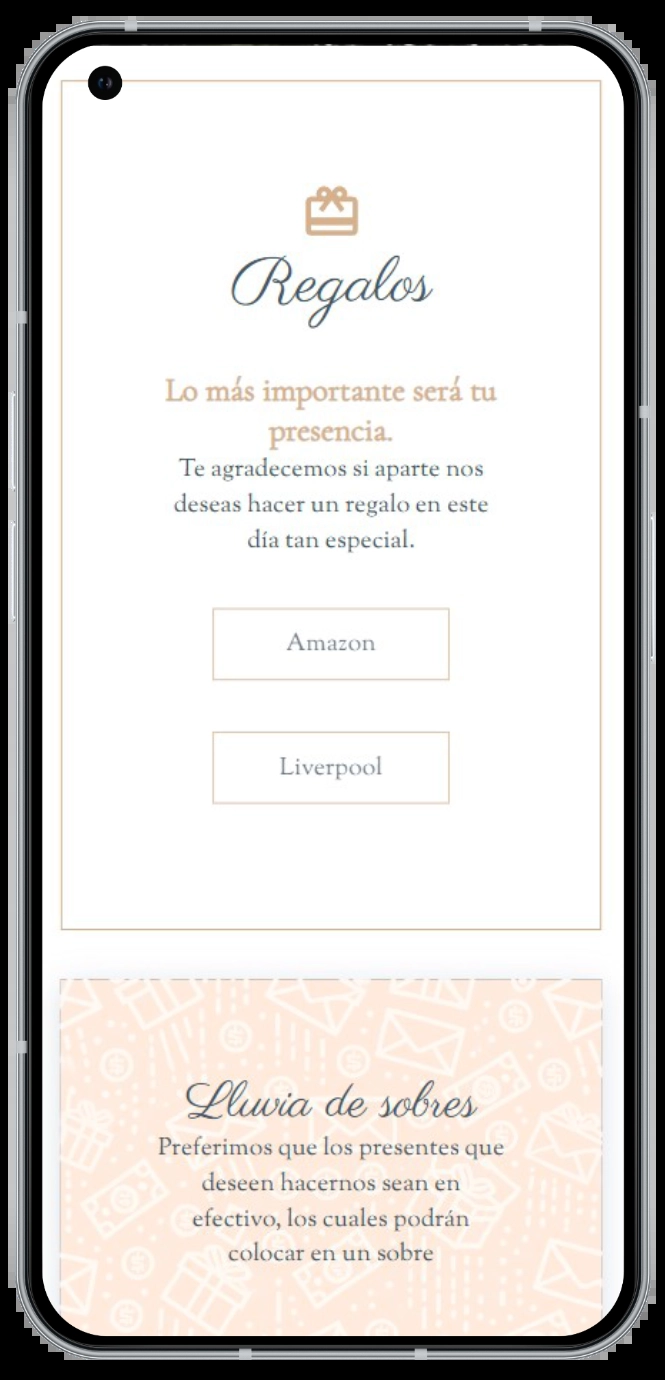 Regalos
Lo más importante será tu
presencia.
Te agradecemos si aparte nos
deseas hacer un regalo en este
día tan especial.
Amazon
Liverpool
Lluvia de sobres
Preferimos que los presentes que
deseen hacernos sean en
efectivo, los cuales podrán
colocar en un sobre